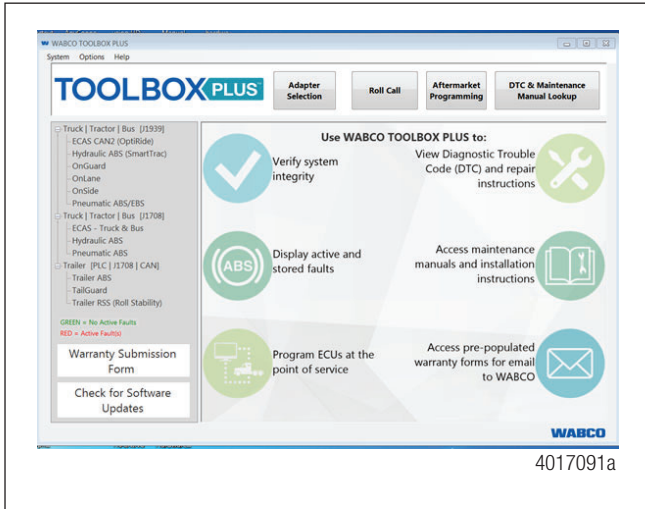 WABCO TOOLBOX PLUS
System Options Help
TOOLBOX PLUS
Adapter
Selection
Roll Call
Aftermarket
Programming
DTC & Maintenance
Manual Lookup
Truck | Tractor | Bus [J1939]
ECAS CAN2 (OptiRide)
Hydraulic ABS (SmartTrac)
OnGuard
OnLane
OnSide
Pneumatic ABS/EBS
Truck | Tractor | Bus [J1708]
ECAS - Truck & Bus
Hydraulic ABS
Pneumatic ABS
Trailer [PLC | J1708 | CAN]
Trailer ABS
TailGuard
Trailer RSS (Roll Stability)
GREEN = No Active Faults
RED = Active Fault(s)
Warranty Submission
Form
Check for Software
Updates
Use WABCO TOOLBOX PLUS to:
Verify system
integrity
View Diagnostic Trouble
Code (DTC) and repair
instructions
ABS
Display active and
stored faults
Access maintenance
manuals and installation
instructions
Program ECUs at the
point of service
Access pre-populated
warranty forms for email
to WABCO
WABCO
4017091a